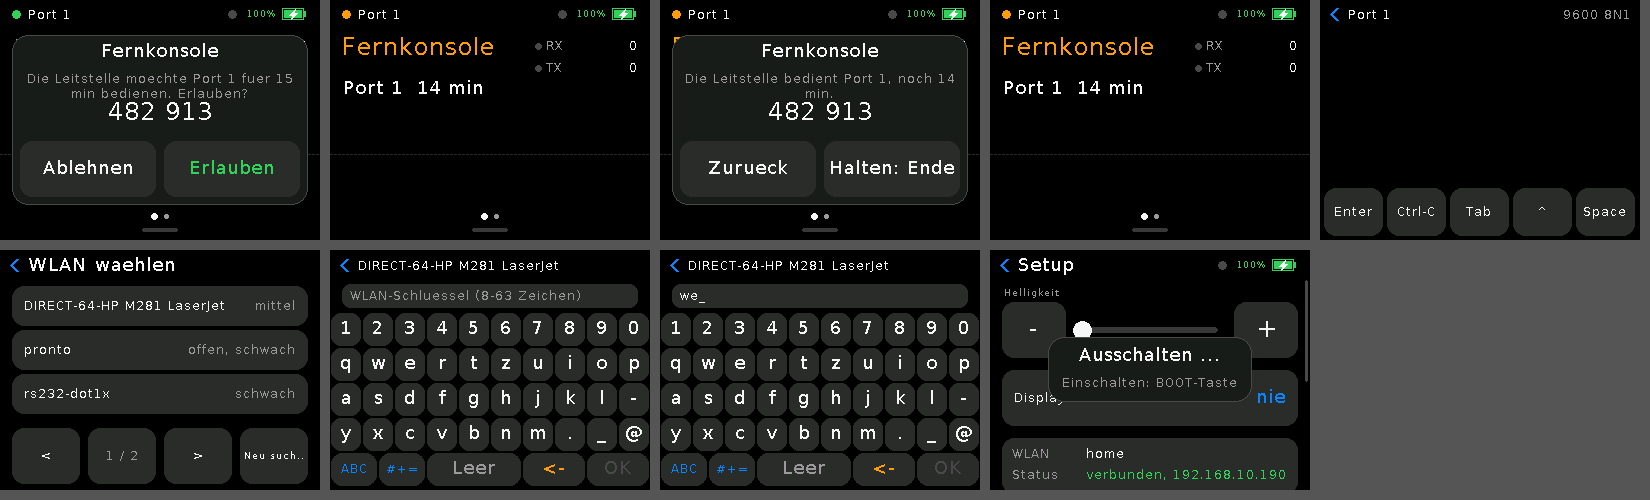 Port 1 100%
Fernkonsole
Die Leitstelle moechte Port 1 fuer 15
min bedienen. Erlauben?
482 913
Ablehnen Erlauben
Port 1 100%
Fernkonsole RX 0
TX 0
Port 1 14 min
Port 1 100%
F
Fernkonsole
Die Leitstelle bedient Port 1, noch 14
min.
482 913
Zurueck Halten: Ende
Port 1 100%
Fernkonsole RX 0
TX 0
Port 1 14 min
Port 1 9600 8N1
Enter Ctrl-C Tab ^ Space
WLAN waehlen
DIRECT-64-HP M281 LaserJet mittel
pronto offen, schwach
rs232-dot1x schwach
< 1 / 2 > Neu such..
DIRECT-64-HP M281 LaserJet
WLAN-Schluessel (8-63 Zeichen)
1 2 3 4 5 6 7 8 9 0
q w e r t z u i o p
a s d f g h j k l -
y x c v b n m . _ @
ABC #+= Leer <- OK
DIRECT-64-HP M281 LaserJet
we_
1 2 3 4 5 6 7 8 9 0
q w e r t z u i o p
a s d f g h j k l -
y x c v b n m . _ @
ABC #+= Leer <- OK
Setup 100%
Helligkeit
- +
Ausschalten ...
Einschalten: BOOT-Taste
Display nie
WLAN home
Status verbunden, 192.168.10.190